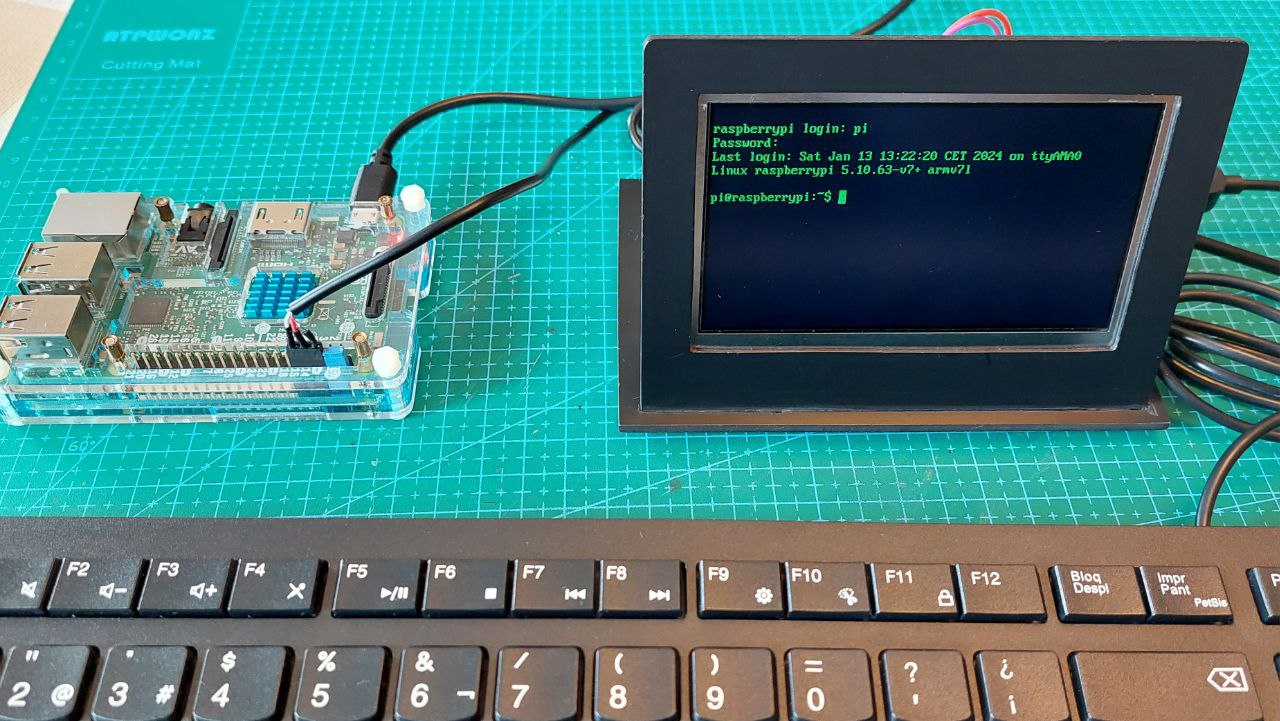 ATPWONZ
Cutting Mat
raspberrypi login: pi
Password:
Last login: Sat Jan 13 13:22:20 CET 2024 on ttyAMA0
Linux raspberrypi 5.10.63-v7+ armv7l
pi@raspberrypi:~$
HDMI
60°
F2
F3
F4
F5
F6
F7
F8
F9
F10
F11
F12
Bloq Despl
Impr Pant PetSis
" 2 @
· 3 #
$ 4
% 5
& 6 ¬
/ 7
( 8
) 9
= 0
? '
¿ ¡